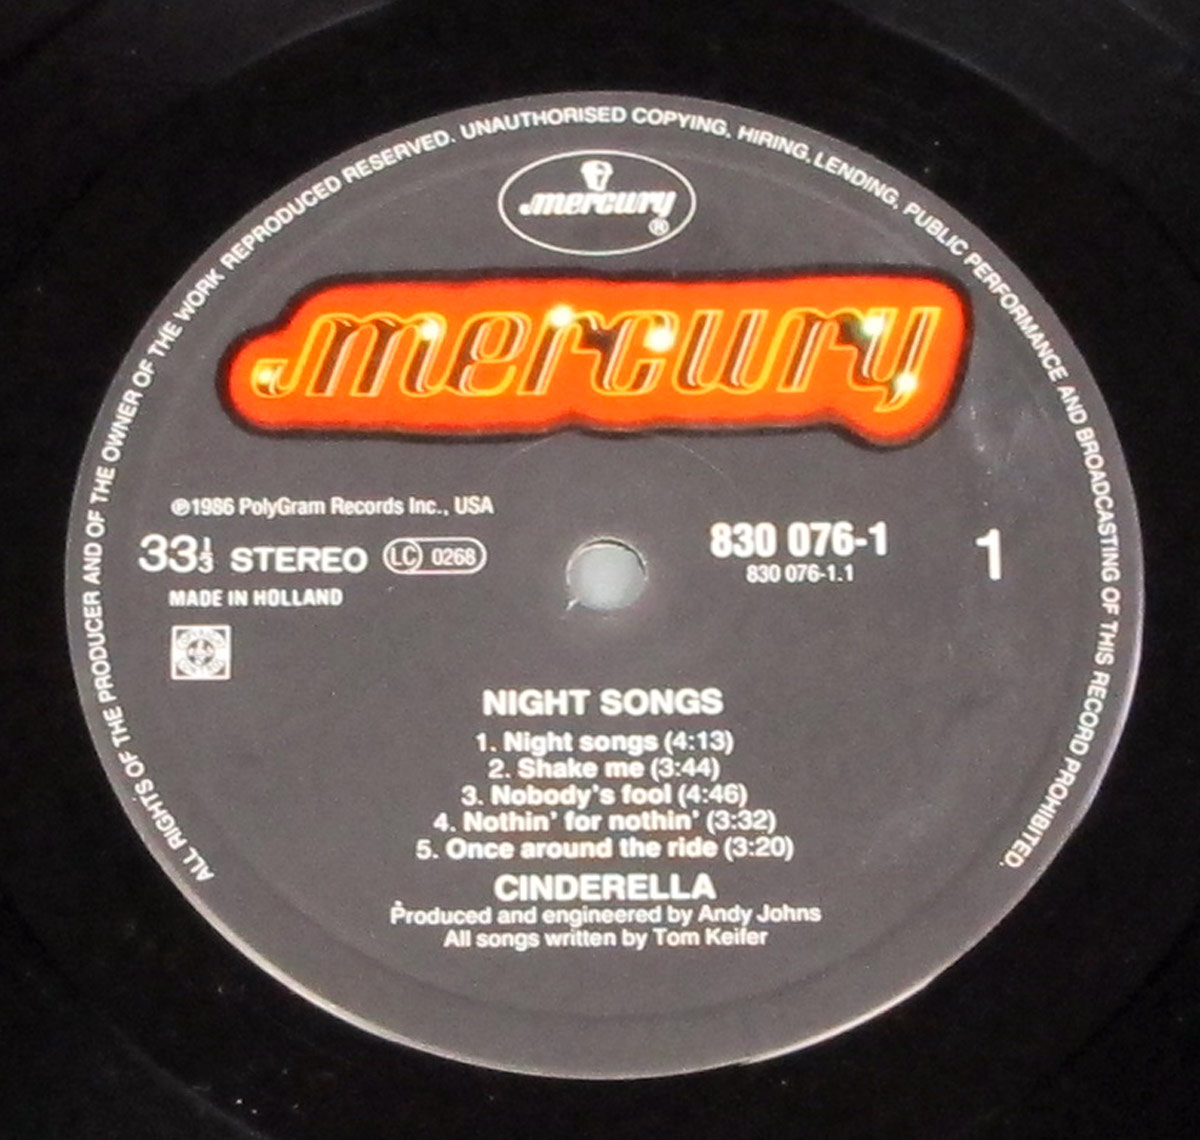 ALL RIGHTS OF THE PRODUCER AND OF THE OWNER OF THE WORK REPRODUCED RESERVED. UNAUTHORISED COPYING, HIRING, LENDING, PUBLIC PERFORMANCE AND BROADCASTING OF THIS RECORD PROHIBITED.
mercury
®
mercury
℗1986 PolyGram Records Inc., USA
33⅓ STEREO LC 0268
MADE IN HOLLAND
830 076-1
830 076-1.1
1
NIGHT SONGS
1. Night songs (4:13)
2. Shake me (3:44)
3. Nobody's fool (4:46)
4. Nothin' for nothin' (3:32)
5. Once around the ride (3:20)
CINDERELLA
Produced and engineered by Andy Johns
All songs written by Tom Keifer